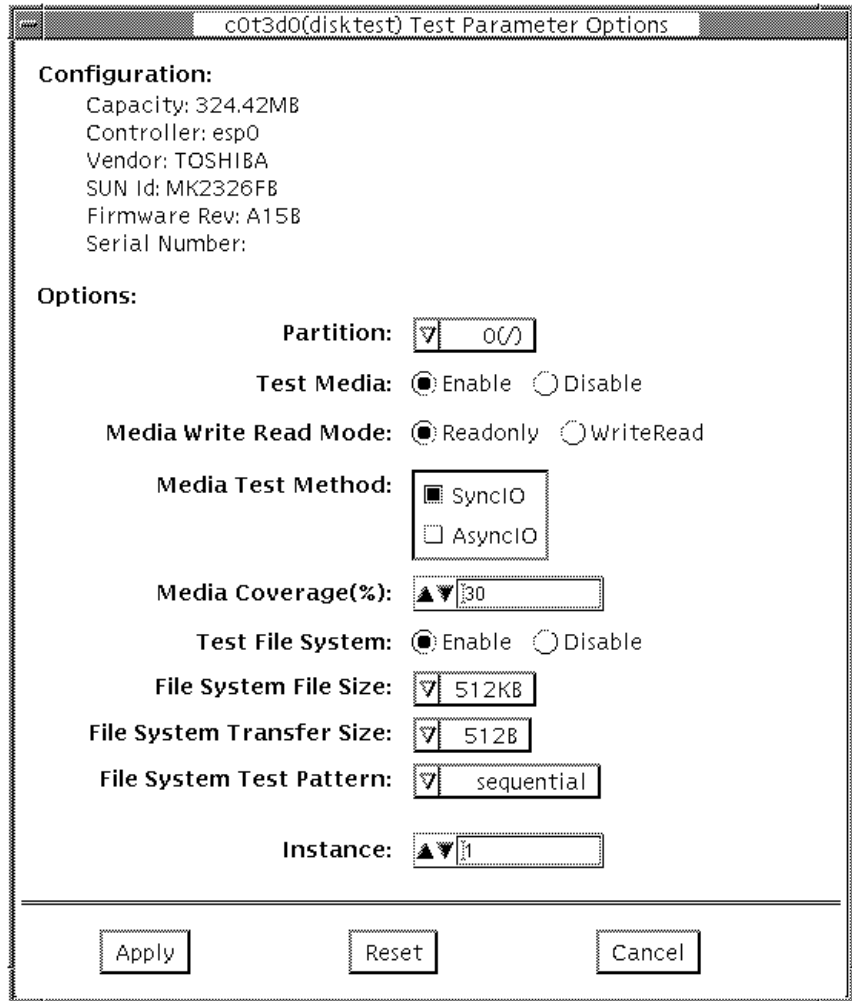 c0t3d0(disktest) Test Parameter Options
Configuration:
Capacity: 324.42MB
Controller: esp0
Vendor: TOSHIBA
SUN Id: MK2326FB
Firmware Rev: A15B
Serial Number:
Options:
Partition: 0(/)
Test Media: Enable Disable
Media Write Read Mode: Readonly WriteRead
Media Test Method: SyncIO
AsyncIO
Media Coverage(%): 30
Test File System: Enable Disable
File System File Size: 512KB
File System Transfer Size: 512B
File System Test Pattern: sequential
Instance: 1
Apply Reset Cancel